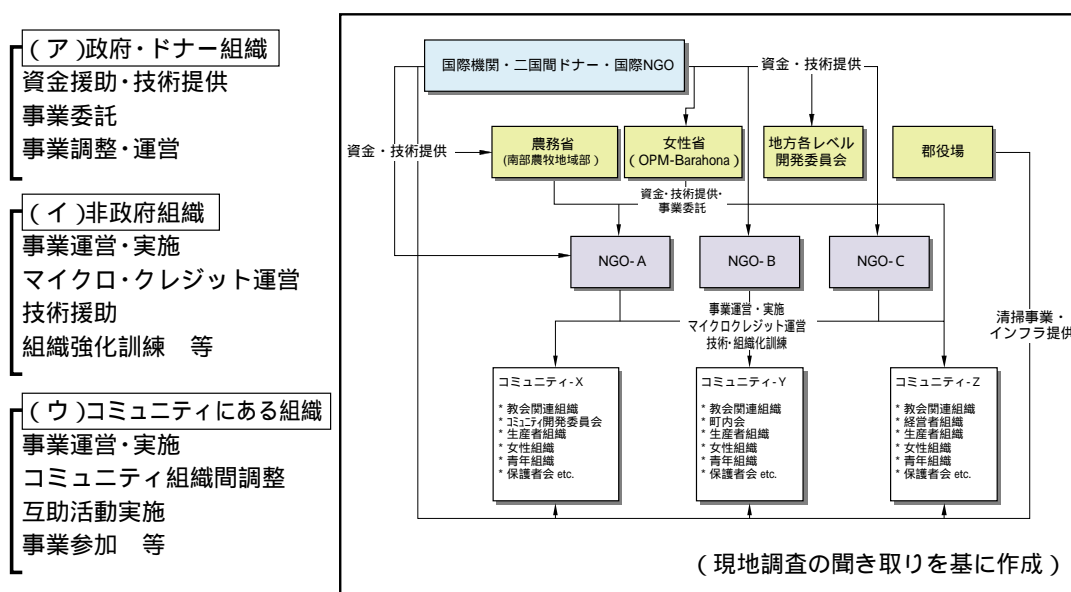 (ア)政府・ドナー組織
資金援助・技術提供
事業委託
事業調整・運営
(イ)非政府組織
事業運営・実施
マイクロ・クレジット運営
技術援助
組織強化訓練 等
(ウ)コミュニティにある組織
事業運営・実施
コミュニティ組織間調整
互助活動実施
事業参加 等
国際機関・二国間ドナー・国際NGO
資金・技術提供
資金・技術提供
農務省
(南部農牧地域部)
女性省
(OPM-Barahona)
地方各レベル
開発委員会
郡役場
資金・技術提供・
事業委託
NGO-A
NGO-B
NGO-C
事業運営・実施
マイクロクレジット運営
技術・組織化訓練
清掃事業・
インフラ提供
コミュニティ-X
* 教会関連組織
* コミュニティ開発委員会
* 生産者組織
* 女性組織
* 青年組織
* 保護者会 etc.
コミュニティ-Y
* 教会関連組織
* 町内会
* 生産者組織
* 女性組織
* 青年組織
* 保護者会 etc.
コミュニティ-Z
* 教会関連組織
* 経営者組織
* 生産者組織
* 女性組織
* 青年組織
* 保護者会 etc.
(現地調査の聞き取りを基に作成)